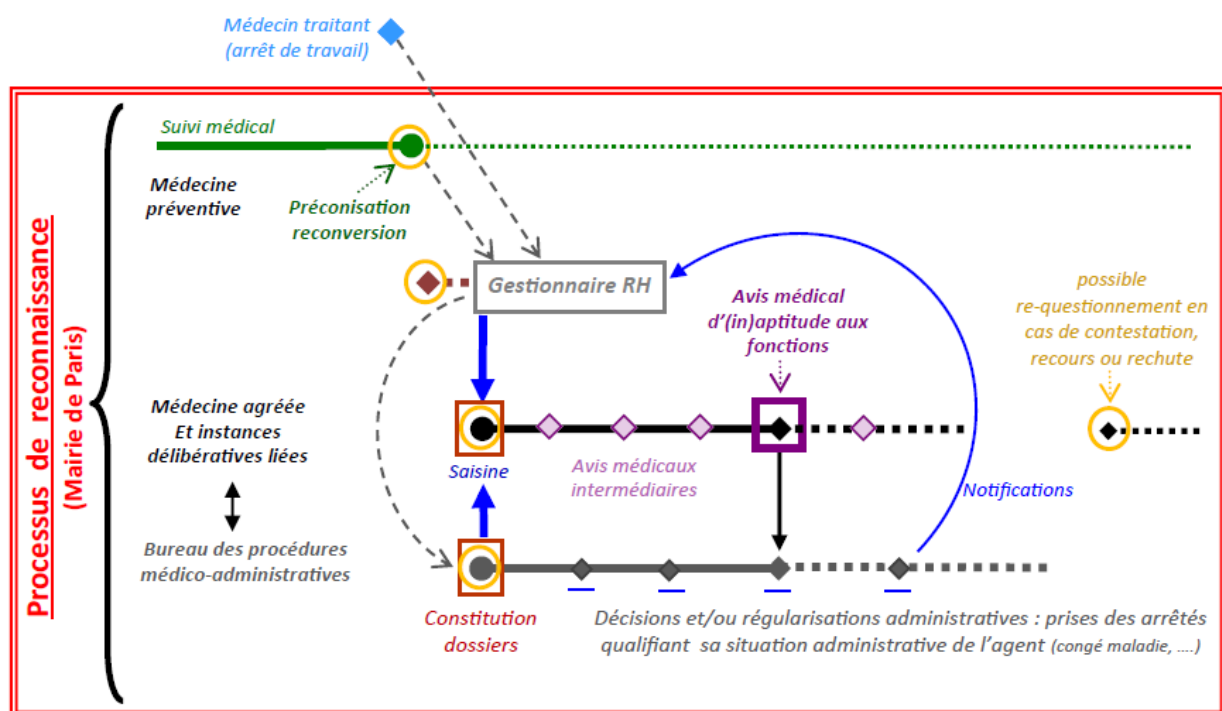 Médecin traitant
(arrêt de travail)
Processus de reconnaissance
(Mairie de Paris)
Suivi médical
Médecine
préventive
Préconisation
reconversion
Gestionnaire RH
Avis médical
d’(in)aptitude aux
fonctions
possible
re-questionnement en
cas de contestation,
recours ou rechute
Médecine agréée
Et instances
délibératives liées
Saisine
Avis médicaux
intermédiaires
Notifications
Bureau des procédures
médico-administratives
Constitution
dossiers
Décisions et/ou régularisations administratives : prises des arrêtés
qualifiant sa situation administrative de l’agent (congé maladie, ....)